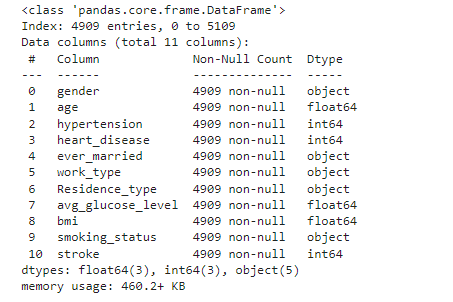 <class 'pandas.core.frame.DataFrame'>
Index: 4909 entries, 0 to 5109
Data columns (total 11 columns):
 #   Column             Non-Null Count  Dtype
---  ------             --------------  -----
 0   gender             4909 non-null   object
 1   age                4909 non-null   float64
 2   hypertension       4909 non-null   int64
 3   heart_disease      4909 non-null   int64
 4   ever_married       4909 non-null   object
 5   work_type          4909 non-null   object
 6   Residence_type     4909 non-null   object
 7   avg_glucose_level  4909 non-null   float64
 8   bmi                4909 non-null   float64
 9   smoking_status     4909 non-null   object
 10  stroke             4909 non-null   int64
dtypes: float64(3), int64(3), object(5)
memory usage: 460.2+ KB